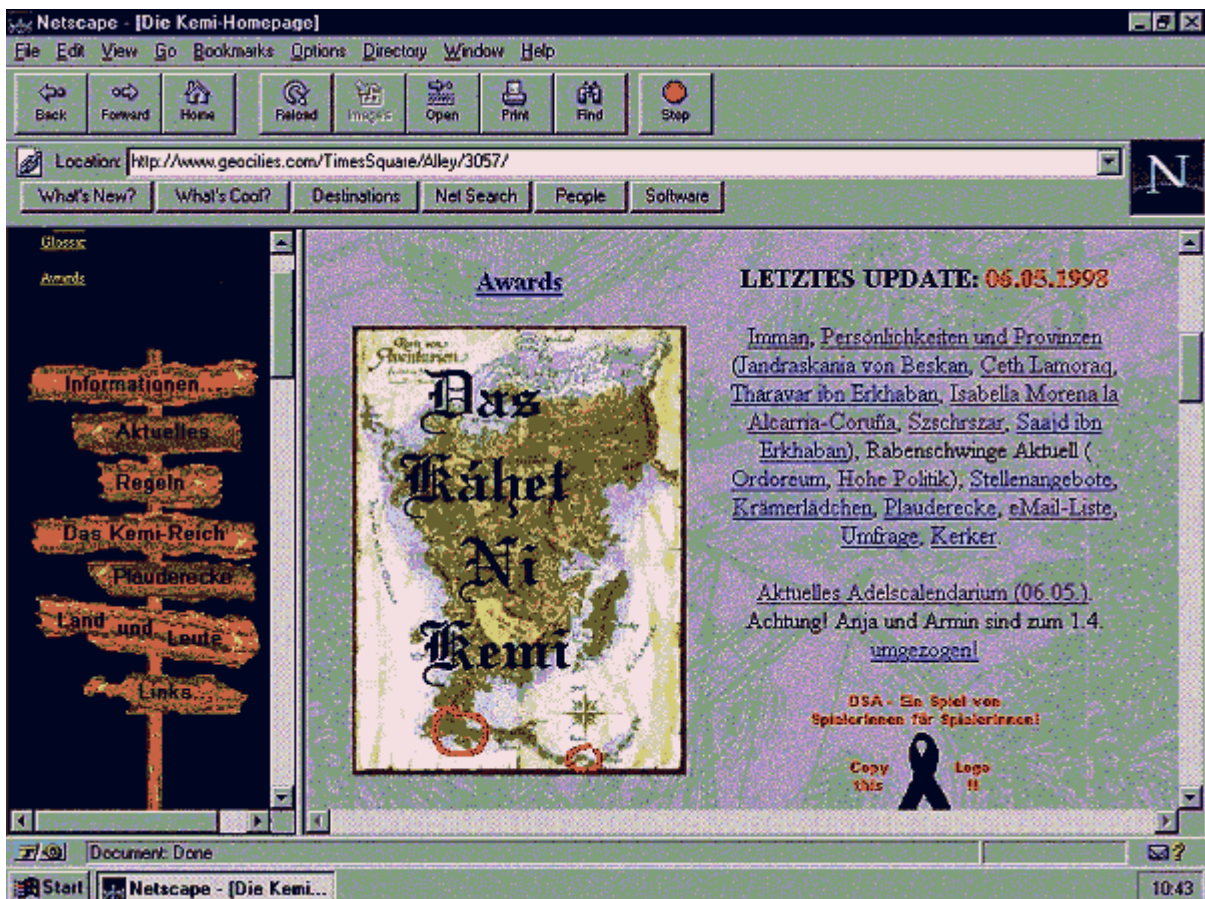 Netscape - [Die Kemi-Homepage]
File Edit View Go Bookmarks Options Directory Window Help
Back Forward Home Reload Images Open Print Find Stop
Location: http://www.geocities.com/TimesSquare/Alley/3057/
What's New? What's Cool? Destinations Net Search People Software
N
Glossar
Awards
Informationen...
Aktuelles
Regeln
Das Kemi-Reich
Plauderecke
Land und Leute
Links...
Awards
Aventurien
Das
Káhet
Ni
Kemi
LETZTES UPDATE: 06.05.1998
Imman, Persönlichkeiten und Provinzen
(Jandraskania von Beskan, Ceth Lamoraq,
Tharavar ibn Erkhaban, Isabella Morena la
Alcarria-Coruña, Szschrszar, Saajd ibn
Erkhaban), Rabenschwinge Aktuell (
Ordoreum, Hohe Politik), Stellenangebote,
Krämerlädchen, Plauderecke, eMail-Liste,
Umfrage, Kerker.
Aktuelles Adelscalendarium (06.05.).
Achtung! Anja und Armin sind zum 1.4.
umgezogen!
DSA - Ein Spiel von
SpielerInnen für SpielerInnen!
Copy Logo
this !!
Document: Done
Start Netscape - [Die Kemi... 10:43